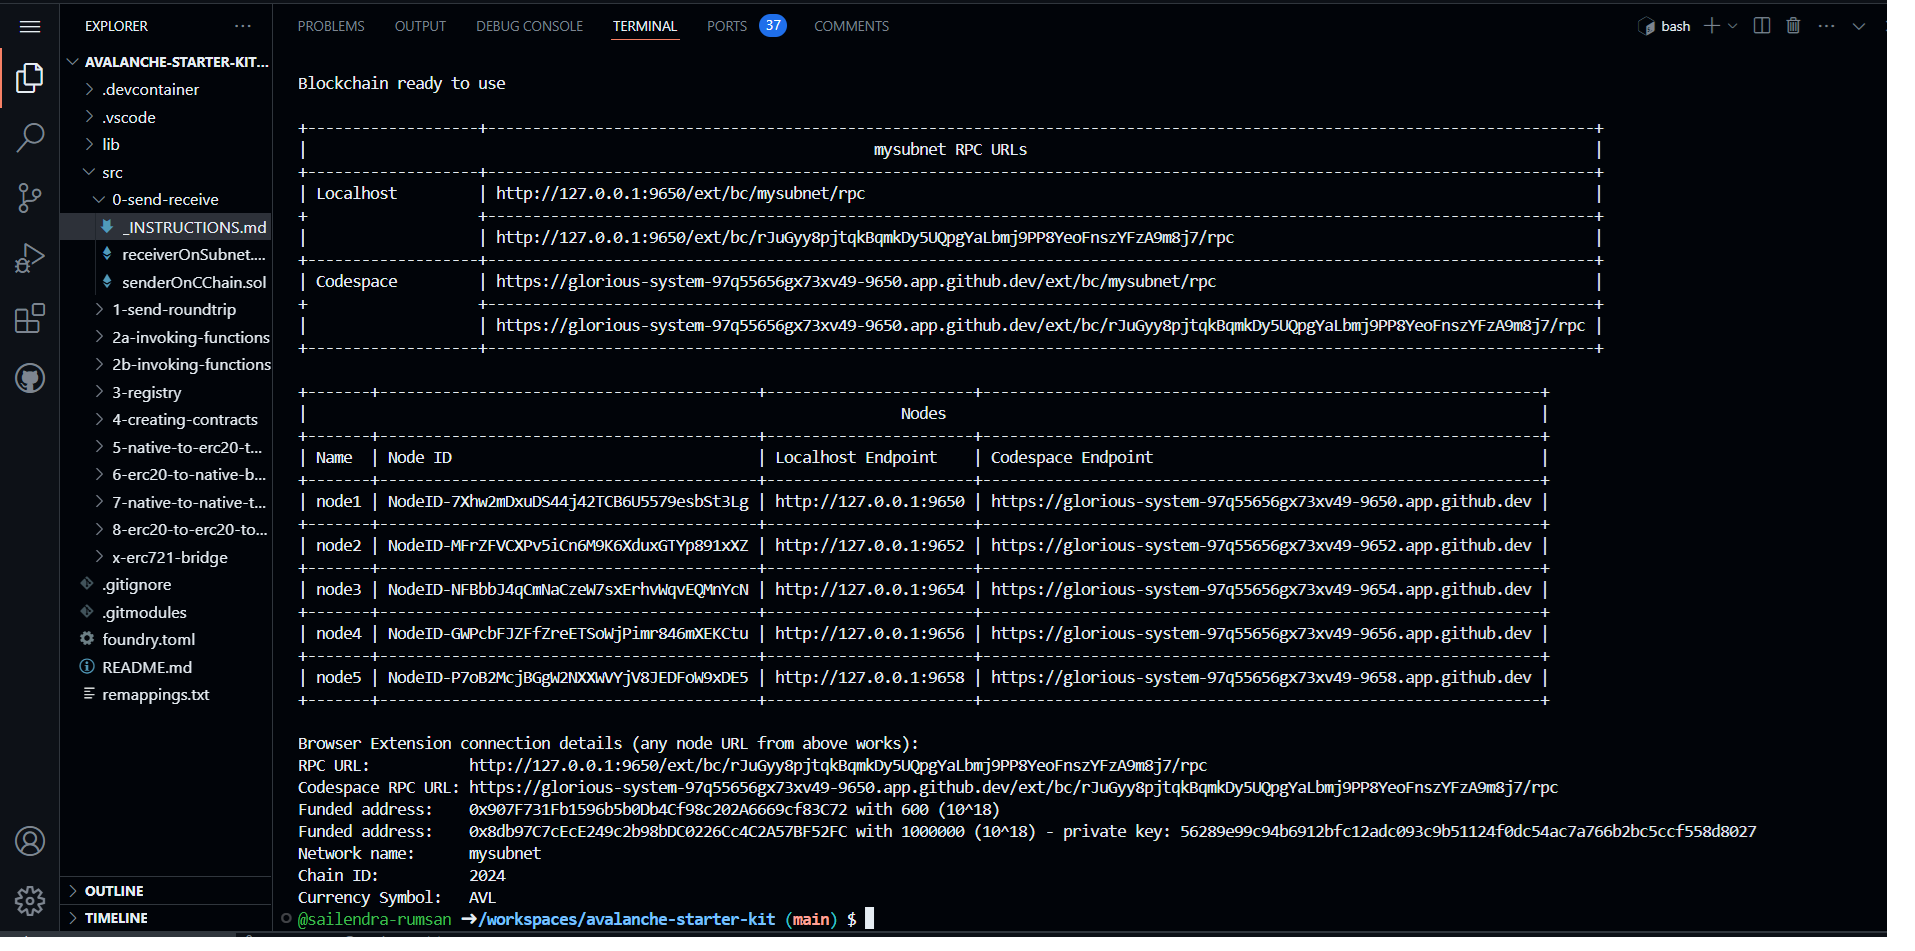 EXPLORER ...
AVALANCHE-STARTER-KIT...
.devcontainer
.vscode
lib
src
0-send-receive
_INSTRUCTIONS.md
receiverOnSubnet....
senderOnCChain.sol
1-send-roundtrip
2a-invoking-functions
2b-invoking-functions
3-registry
4-creating-contracts
5-native-to-erc20-t...
6-erc20-to-native-b...
7-native-to-native-t...
8-erc20-to-erc20-to...
x-erc721-bridge
.gitignore
.gitmodules
foundry.toml
README.md
remappings.txt
OUTLINE
TIMELINE
PROBLEMS OUTPUT DEBUG CONSOLE TERMINAL PORTS 37 COMMENTS bash
Blockchain ready to use
mysubnet RPC URLs
Localhost | http://127.0.0.1:9650/ext/bc/mysubnet/rpc
http://127.0.0.1:9650/ext/bc/rJuGyy8pjtqkBqmkDy5UQpgYaLbmj9PP8YeoFnszYFzA9m8j7/rpc
Codespace | https://glorious-system-97q55656gx73xv49-9650.app.github.dev/ext/bc/mysubnet/rpc
https://glorious-system-97q55656gx73xv49-9650.app.github.dev/ext/bc/rJuGyy8pjtqkBqmkDy5UQpgYaLbmj9PP8YeoFnszYFzA9m8j7/rpc
Nodes
Name | Node ID | Localhost Endpoint | Codespace Endpoint
node1 | NodeID-7Xhw2mDxuDS44j42TCB6U5579esbSt3Lg | http://127.0.0.1:9650 | https://glorious-system-97q55656gx73xv49-9650.app.github.dev
node2 | NodeID-MFrZFVCXPv5iCn6M9K6XduxGTYp891xXZ | http://127.0.0.1:9652 | https://glorious-system-97q55656gx73xv49-9652.app.github.dev
node3 | NodeID-NFBbbJ4qCmNaCzeW7sxErhvWqvEQMnYcN | http://127.0.0.1:9654 | https://glorious-system-97q55656gx73xv49-9654.app.github.dev
node4 | NodeID-GWPcbFJZFfZreETSoWjPimr846mXEKCtu | http://127.0.0.1:9656 | https://glorious-system-97q55656gx73xv49-9656.app.github.dev
node5 | NodeID-P7oB2McjBGgW2NXXWVYjV8JEDFoW9xDE5 | http://127.0.0.1:9658 | https://glorious-system-97q55656gx73xv49-9658.app.github.dev
Browser Extension connection details (any node URL from above works):
RPC URL: http://127.0.0.1:9650/ext/bc/rJuGyy8pjtqkBqmkDy5UQpgYaLbmj9PP8YeoFnszYFzA9m8j7/rpc
Codespace RPC URL: https://glorious-system-97q55656gx73xv49-9650.app.github.dev/ext/bc/rJuGyy8pjtqkBqmkDy5UQpgYaLbmj9PP8YeoFnszYFzA9m8j7/rpc
Funded address: 0x907F731Fb1596b5b0Db4Cf98c202A6669cf83C72 with 600 (10^18)
Funded address: 0x8db97C7cEcE249c2b98bDC0226Cc4C2A57BF52FC with 1000000 (10^18) - private key: 56289e99c94b6912bfc12adc093c9b51124f0dc54ac7a766b2bc5ccf558d8027
Network name: mysubnet
Chain ID: 2024
Currency Symbol: AVL
@sailendra-rumsan →/workspaces/avalanche-starter-kit (main) $